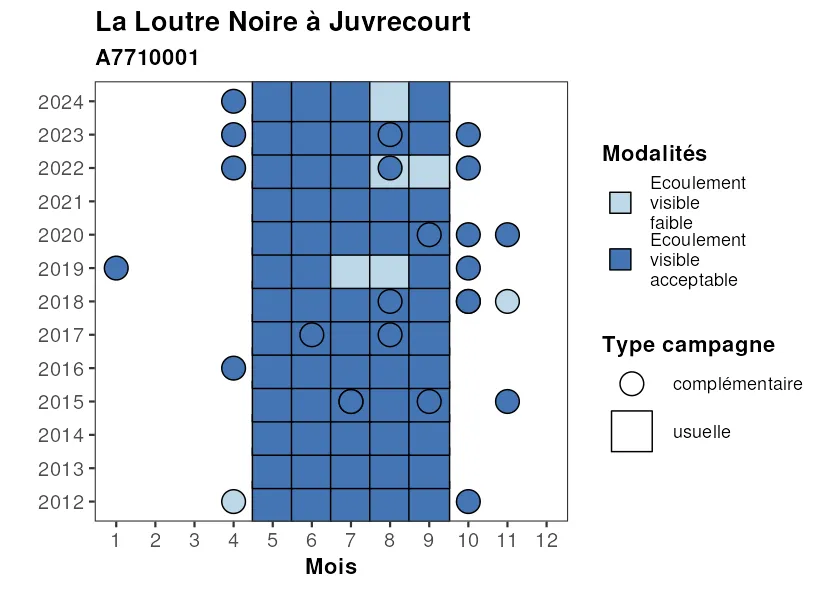 La Loutre Noire à Juvrecourt
A7710001
2024
2023
2022
2021
2020
2019
2018
2017
2016
2015
2014
2013
2012
1 2 3 4 5 6 7 8 9 10 11 12
Mois
Modalités
Ecoulement
visible
faible
Ecoulement
visible
acceptable
Type campagne
complémentaire
usuelle